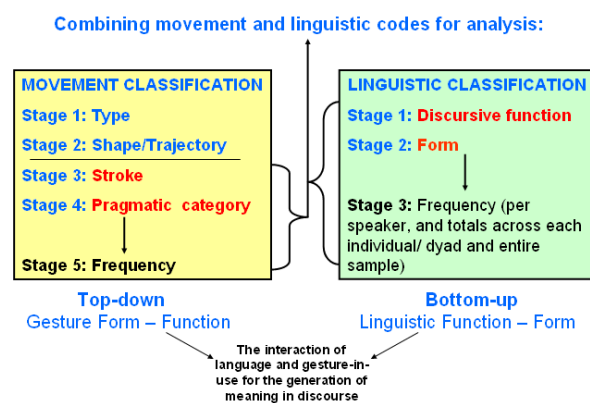 Combining movement and linguistic codes for analysis:
MOVEMENT CLASSIFICATION
Stage 1: Type
Stage 2: Shape/Trajectory
Stage 3: Stroke
Stage 4: Pragmatic category
Stage 5: Frequency
LINGUISTIC CLASSIFICATION
Stage 1: Discursive function
Stage 2: Form
Stage 3: Frequency (per
speaker, and totals across each
individual/ dyad and entire
sample)
Top-down
Gesture Form – Function
Bottom-up
Linguistic Function – Form
The interaction of
language and gesture-in-
use for the generation of
meaning in discourse